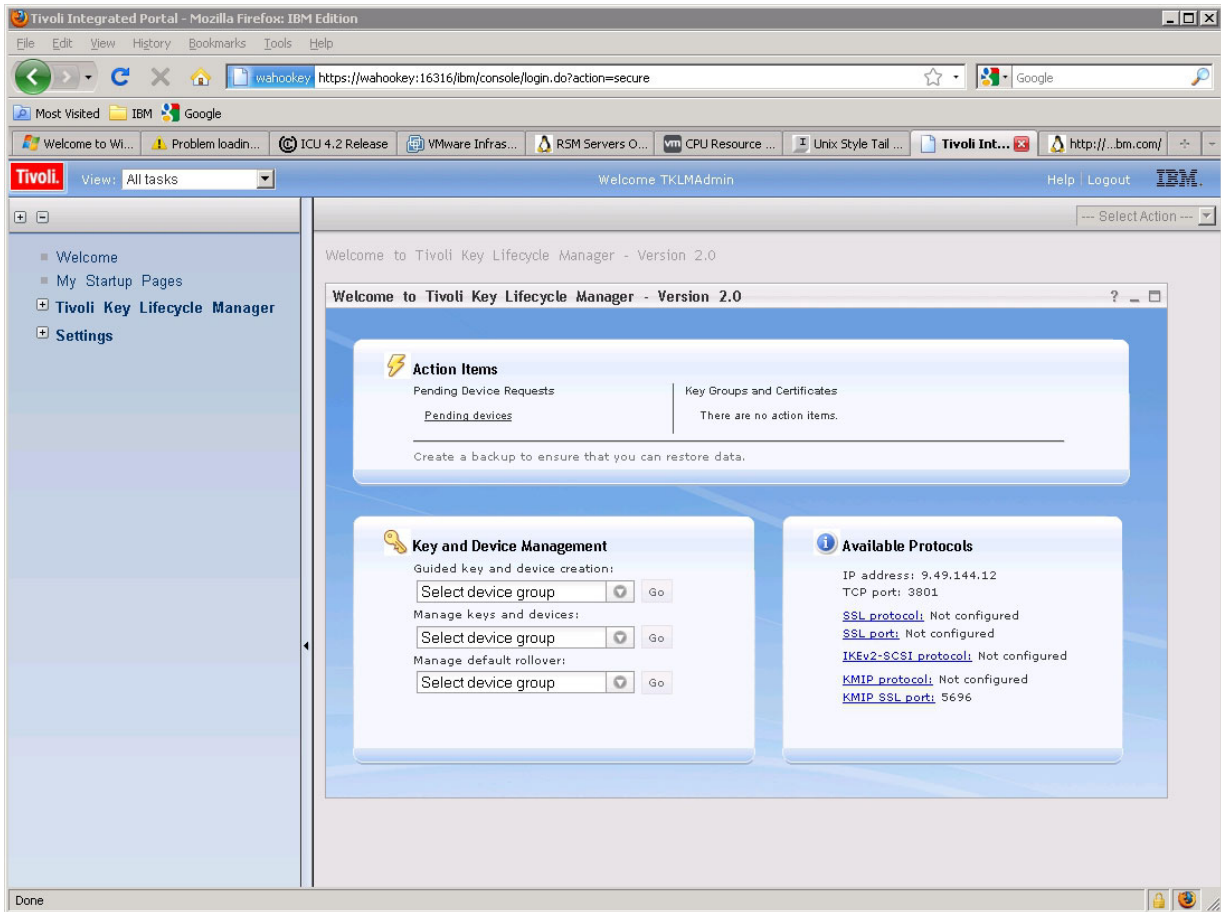 Tivoli Integrated Portal - Mozilla Firefox: IBM Edition
File Edit View History Bookmarks Tools Help
wahookey https://wahookey:16316/ibm/console/login.do?action=secure Google
Most Visited IBM Google
Welcome to Wi... Problem loadin... ICU 4.2 Release VMware Infras... RSM Servers O... CPU Resource ... Unix Style Tail ... Tivoli Int... http://...bm.com/
Tivoli. View: All tasks Welcome TKLMAdmin Help Logout IBM.
--- Select Action ---
Welcome
My Startup Pages
Tivoli Key Lifecycle Manager
Settings
Welcome to Tivoli Key Lifecycle Manager - Version 2.0
Welcome to Tivoli Key Lifecycle Manager - Version 2.0 ?
Action Items
Pending Device Requests
Pending devices
Key Groups and Certificates
There are no action items.
Create a backup to ensure that you can restore data.
Key and Device Management
Guided key and device creation:
Select device group Go
Manage keys and devices:
Select device group Go
Manage default rollover:
Select device group Go
Available Protocols
IP address: 9.49.144.12
TCP port: 3801
SSL protocol: Not configured
SSL port: Not configured
IKEv2-SCSI protocol: Not configured
KMIP protocol: Not configured
KMIP SSL port: 5696
Done